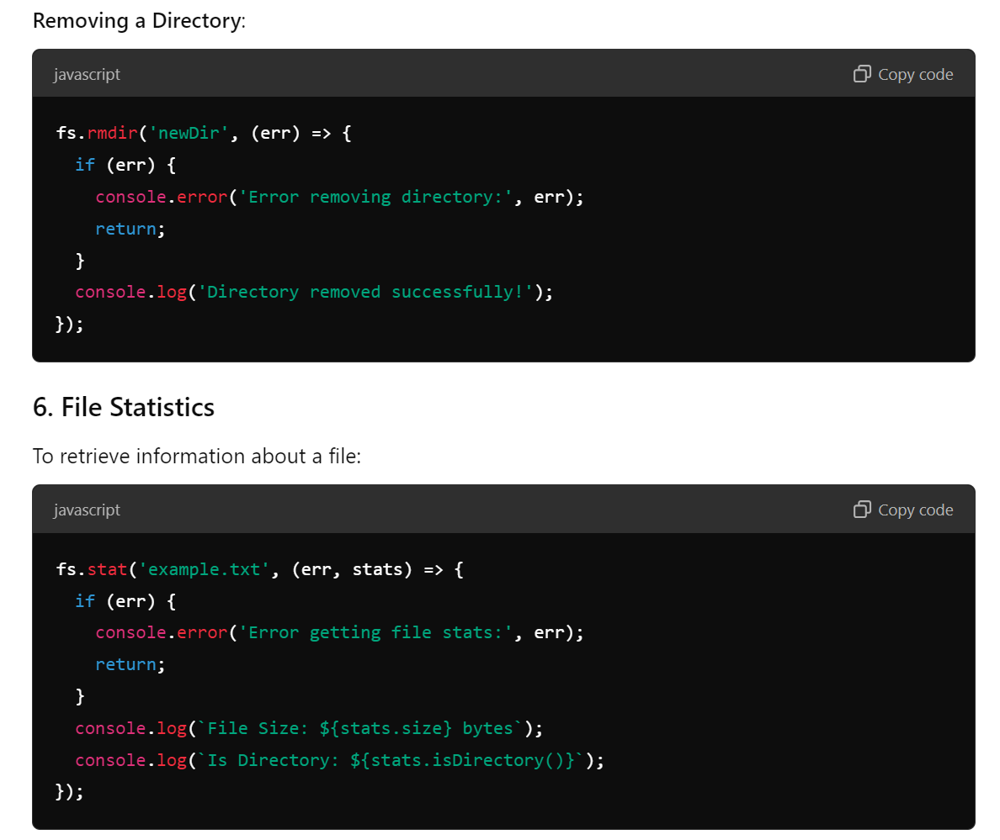 Removing a Directory:
javascript
Copy code
fs.rmdir('newDir', (err) => {
  if (err) {
    console.error('Error removing directory:', err);
    return;
  }
  console.log('Directory removed successfully!');
});
6. File Statistics
To retrieve information about a file:
javascript
Copy code
fs.stat('example.txt', (err, stats) => {
  if (err) {
    console.error('Error getting file stats:', err);
    return;
  }
  console.log(`File Size: ${stats.size} bytes`);
  console.log(`Is Directory: ${stats.isDirectory()}`);
});